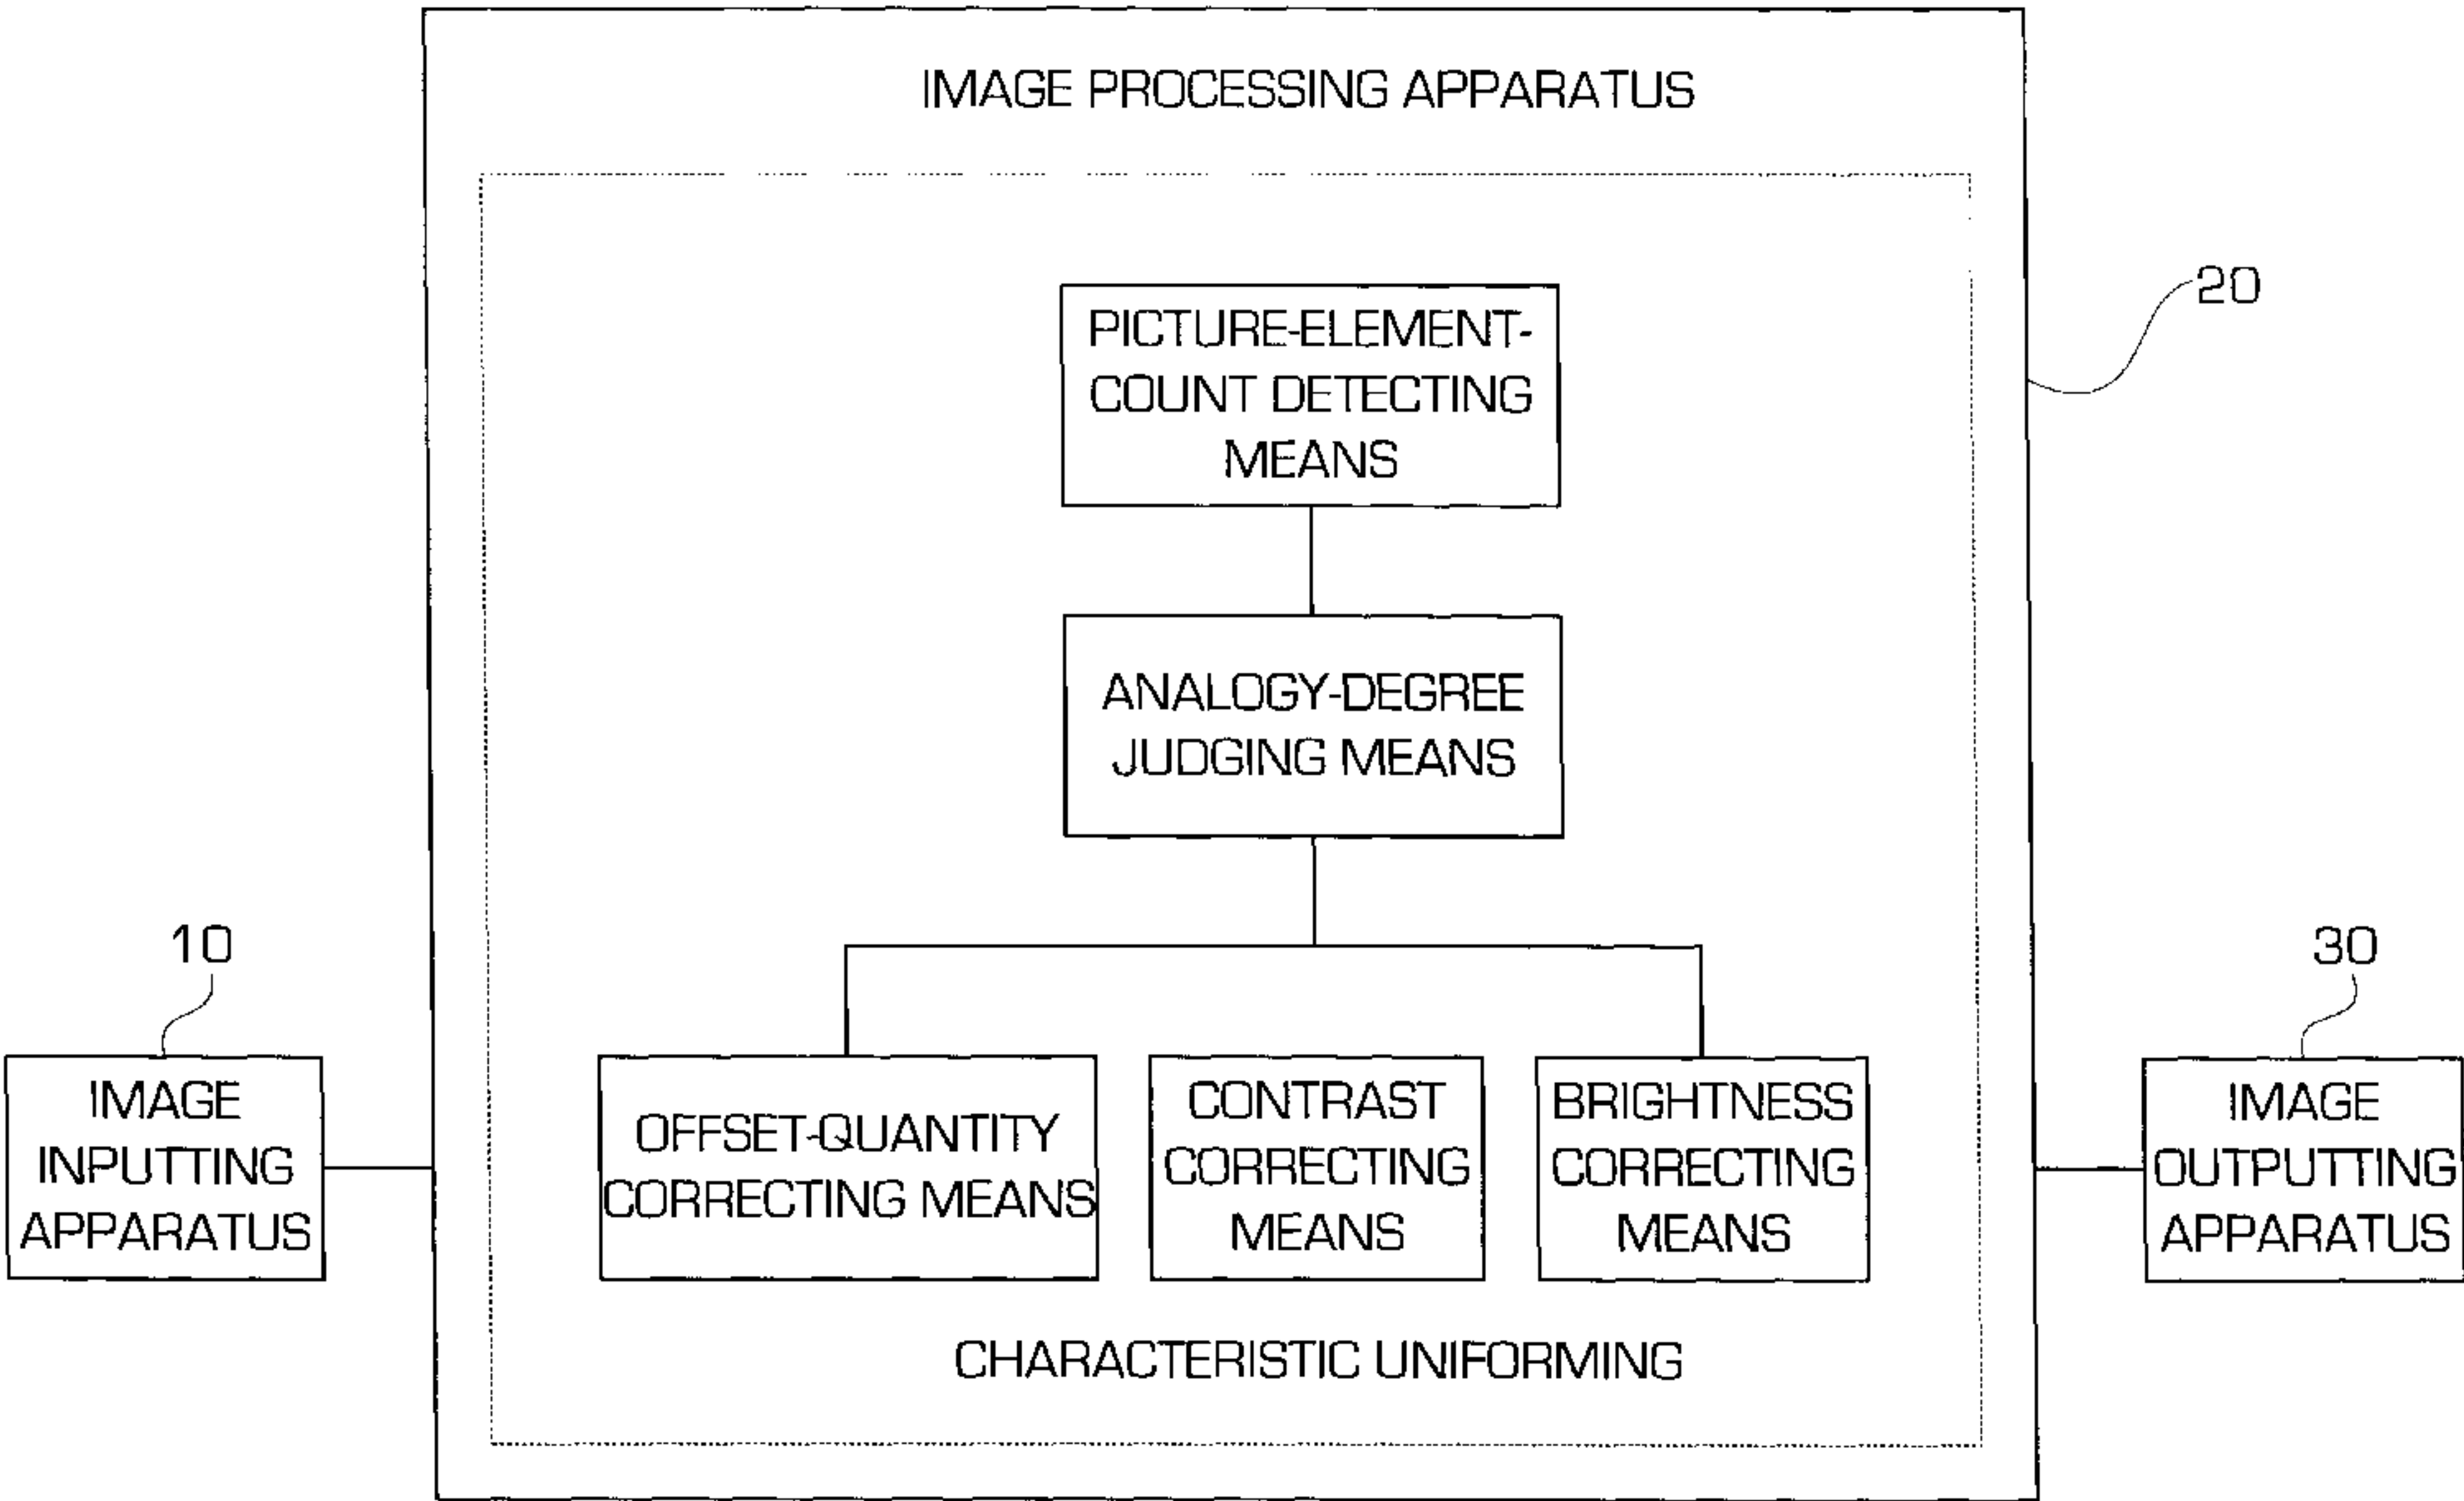 IMAGE PROCESSING APPARATUS
20
PICTURE-ELEMENT-
COUNT DETECTING
MEANS
ANALOGY-DEGREE
JUDGING MEANS
10
30
IMAGE
INPUTTING
APPARATUS
OFFSET-QUANTITY
CORRECTING MEANS
CONTRAST
CORRECTING
MEANS
BRIGHTNESS
CORRECTING
MEANS
IMAGE
OUTPUTTING
APPARATUS
CHARACTERISTIC UNIFORMING